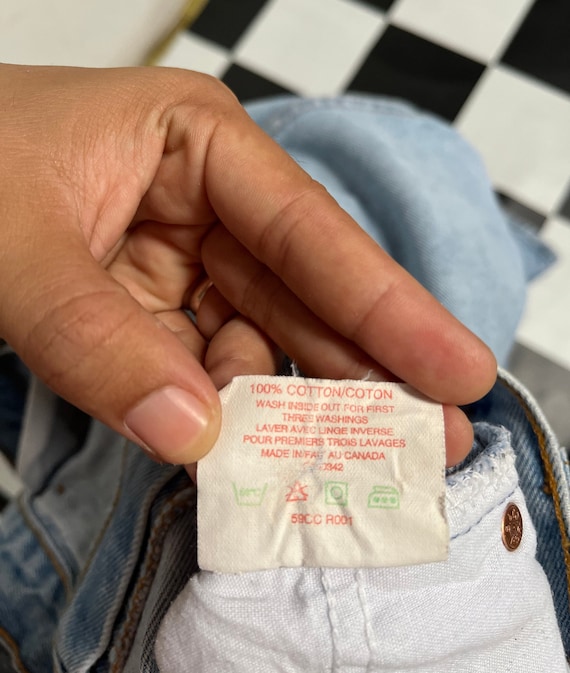 100% COTTON/COTON
WASH INSIDE OUT FOR FIRST
THREE WASHINGS
LAVER AVEC LINGE INVERSE
POUR PREMIERS TROIS LAVAGES
MADE IN/FAIT AU CANADA
59CC R001